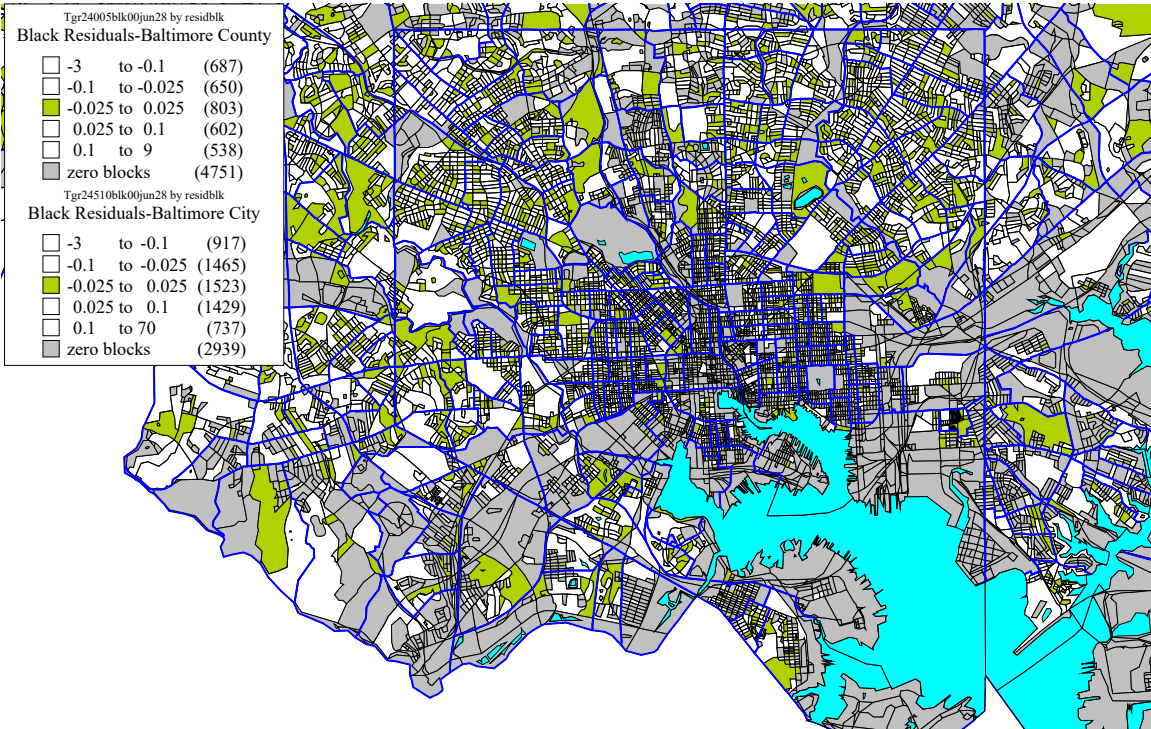 Tgr24005blk00jun28 by residblk
Black Residuals-Baltimore County
-3 to -0.1 (687)
-0.1 to -0.025 (650)
-0.025 to 0.025 (803)
0.025 to 0.1 (602)
0.1 to 9 (538)
zero blocks (4751)
Tgr24510blk00jun28 by residblk
Black Residuals-Baltimore City
-3 to -0.1 (917)
-0.1 to -0.025 (1465)
-0.025 to 0.025 (1523)
0.025 to 0.1 (1429)
0.1 to 70 (737)
zero blocks (2939)